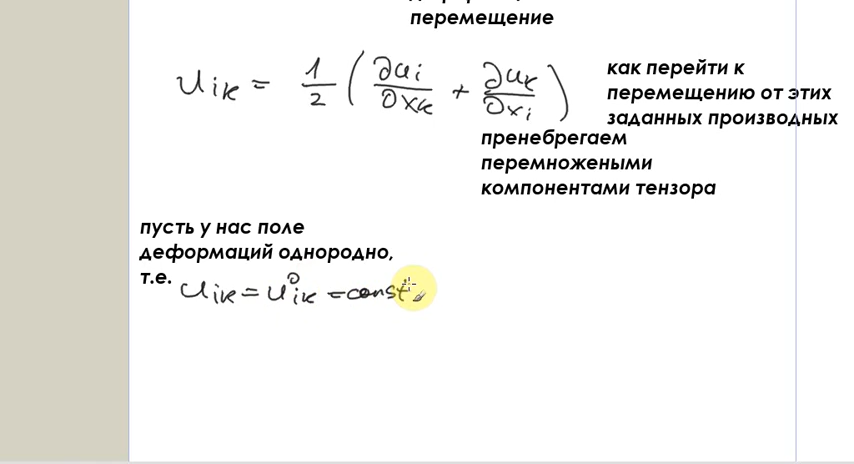 перемещение
u_ik = 1/2 ( ∂u_i/∂x_k + ∂u_k/∂x_i )
как перейти к
перемещению от этих
заданных производных
пренебрегаем
перемножеными
компонентами тензора
пусть у нас поле
деформаций однородно,
т.е. u_ik = u⁰_ik = const